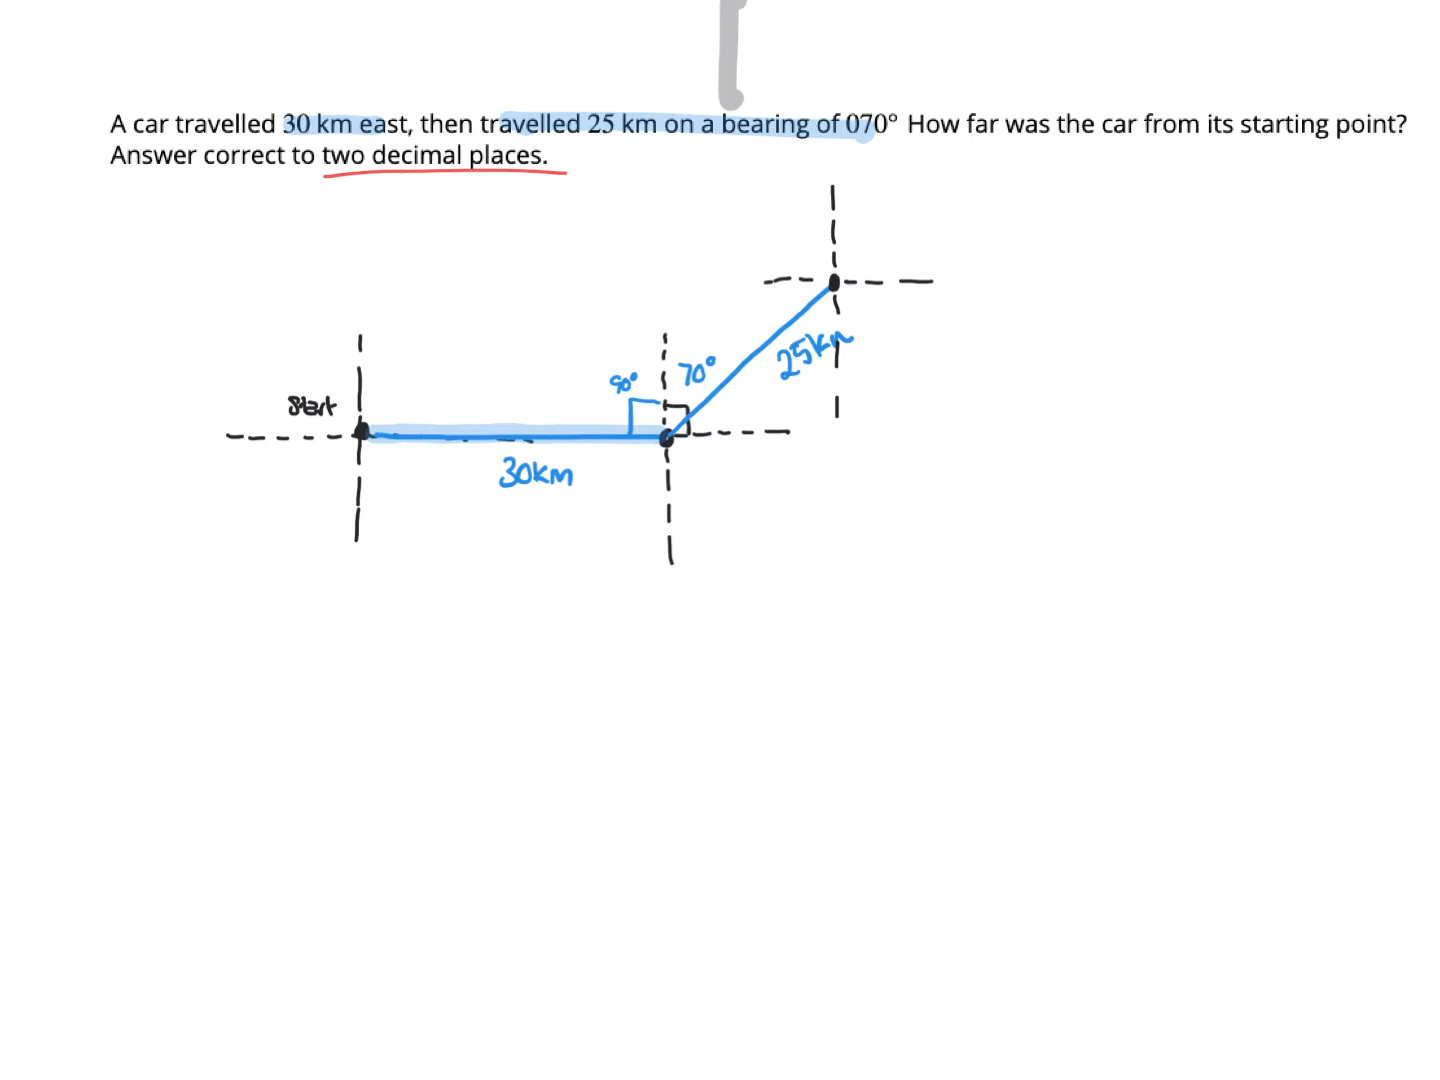 A car travelled 30 km east, then travelled 25 km on a bearing of 070° How far was the car from its starting point?
Answer correct to two decimal places.
Start
90°
70°
25km
30km